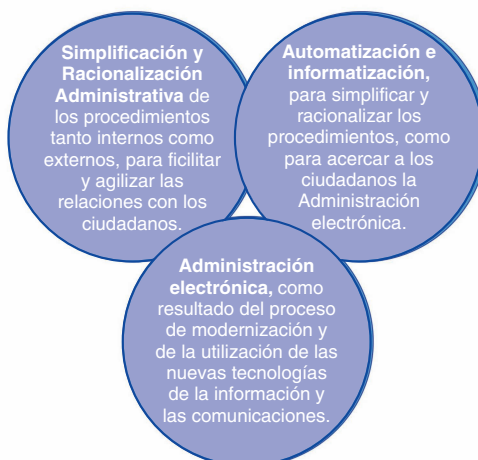 Simplificación y
Racionalización
Administrativa de
los procedimientos
tanto internos como
externos, para ficilitar
y agilizar las
relaciones con los
ciudadanos.
Automatización e
informatización,
para simplificar y
racionalizar los
procedimientos, como
para acercar a los
ciudadanos la
Administración
electrónica.
Administración
electrónica, como
resultado del proceso
de modernización y
de la utilización de las
nuevas tecnologías
de la información y
las comunicaciones.